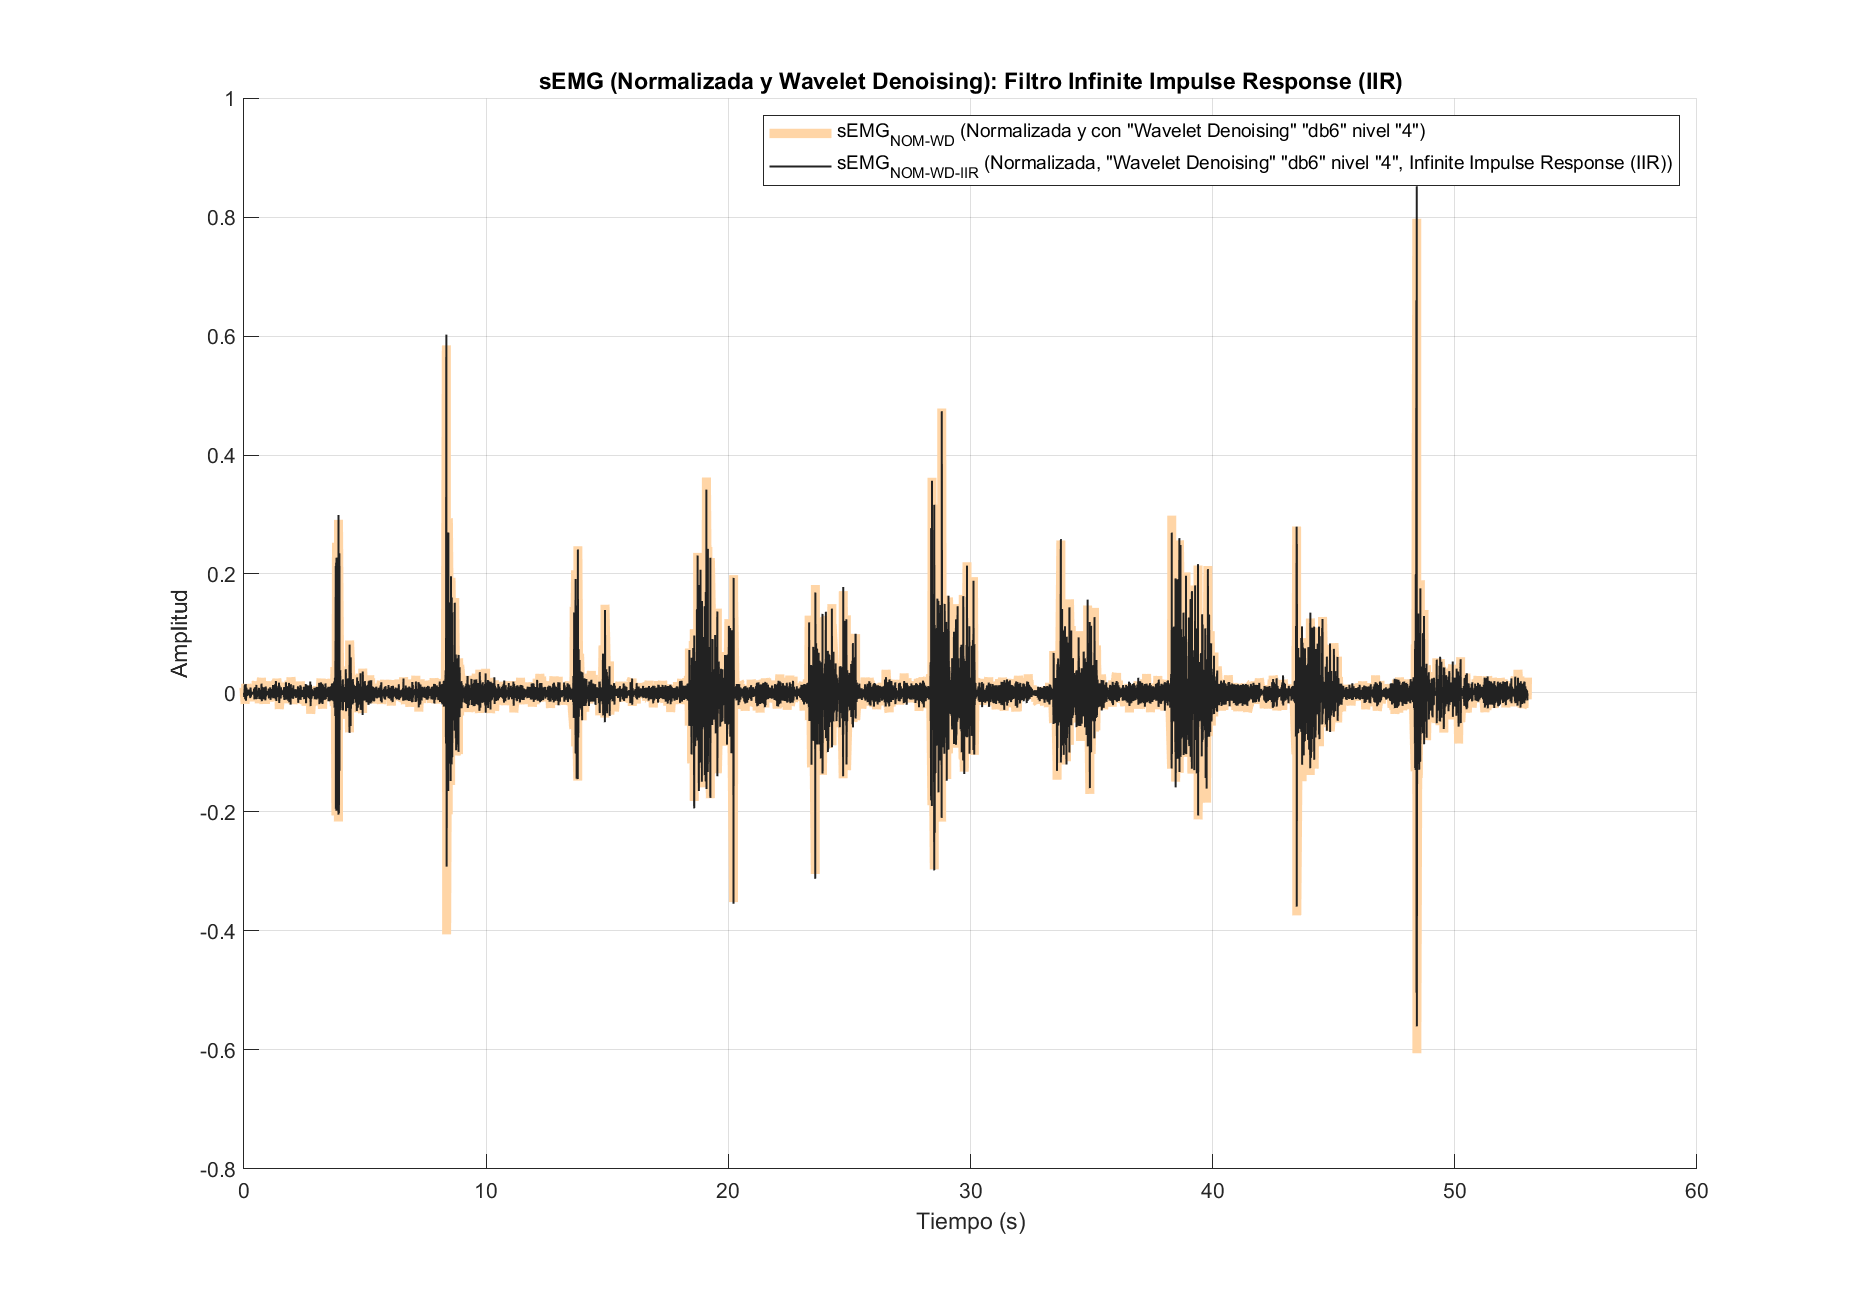 sEMG (Normalizada y Wavelet Denoising): Filtro Infinite Impulse Response (IIR)
sEMG_NOM-WD (Normalizada y con "Wavelet Denoising" "db6" nivel "4")
sEMG_NOM-WD-IIR (Normalizada, "Wavelet Denoising" "db6" nivel "4", Infinite Impulse Response (IIR))
1
0.8
0.6
0.4
0.2
0
-0.2
-0.4
-0.6
-0.8
Amplitud
0 10 20 30 40 50 60
Tiempo (s)